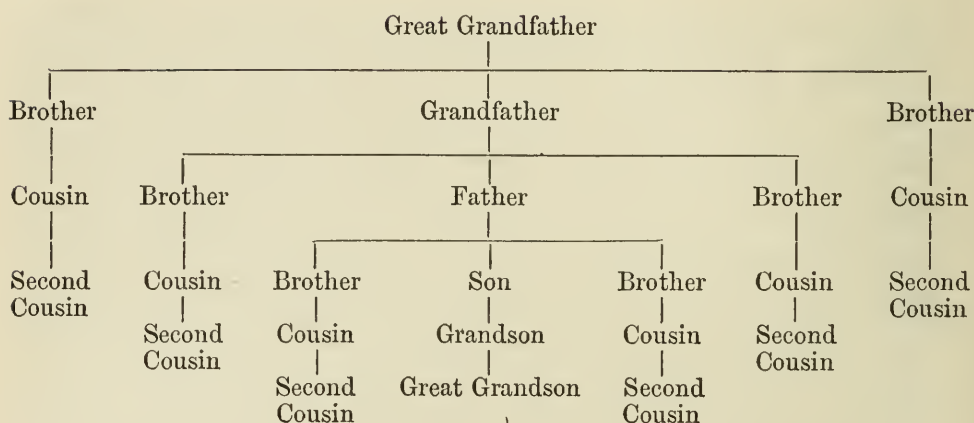 Great Grandfather
Brother Grandfather Brother
Cousin Brother Father Brother Cousin
Second Cousin Brother Son Brother Cousin Second
Cousin Cousin
Second Cousin Grandson Cousin Second
Cousin Cousin
Second Great Grandson Second
Cousin Cousin